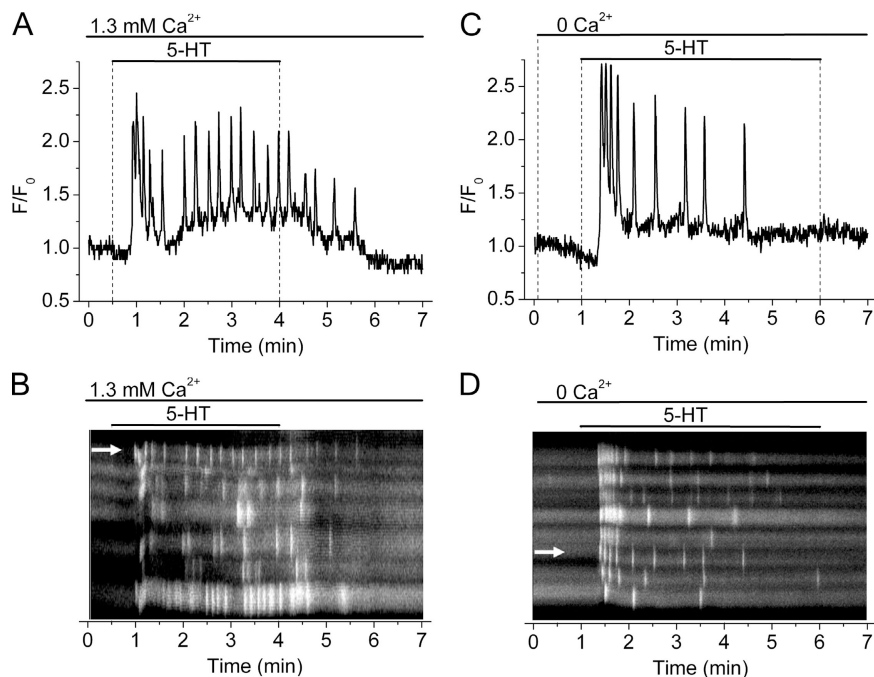 A
1.3 mM Ca²⁺
5-HT
2.5
2.0
1.5
1.0
0.5
F/F₀
0 1 2 3 4 5 6 7
Time (min)
C
0 Ca²⁺
5-HT
2.5
2.0
1.5
1.0
0.5
F/F₀
0 1 2 3 4 5 6 7
Time (min)
B
1.3 mM Ca²⁺
5-HT
0 1 2 3 4 5 6 7
Time (min)
D
0 Ca²⁺
5-HT
0 1 2 3 4 5 6 7
Time (min)